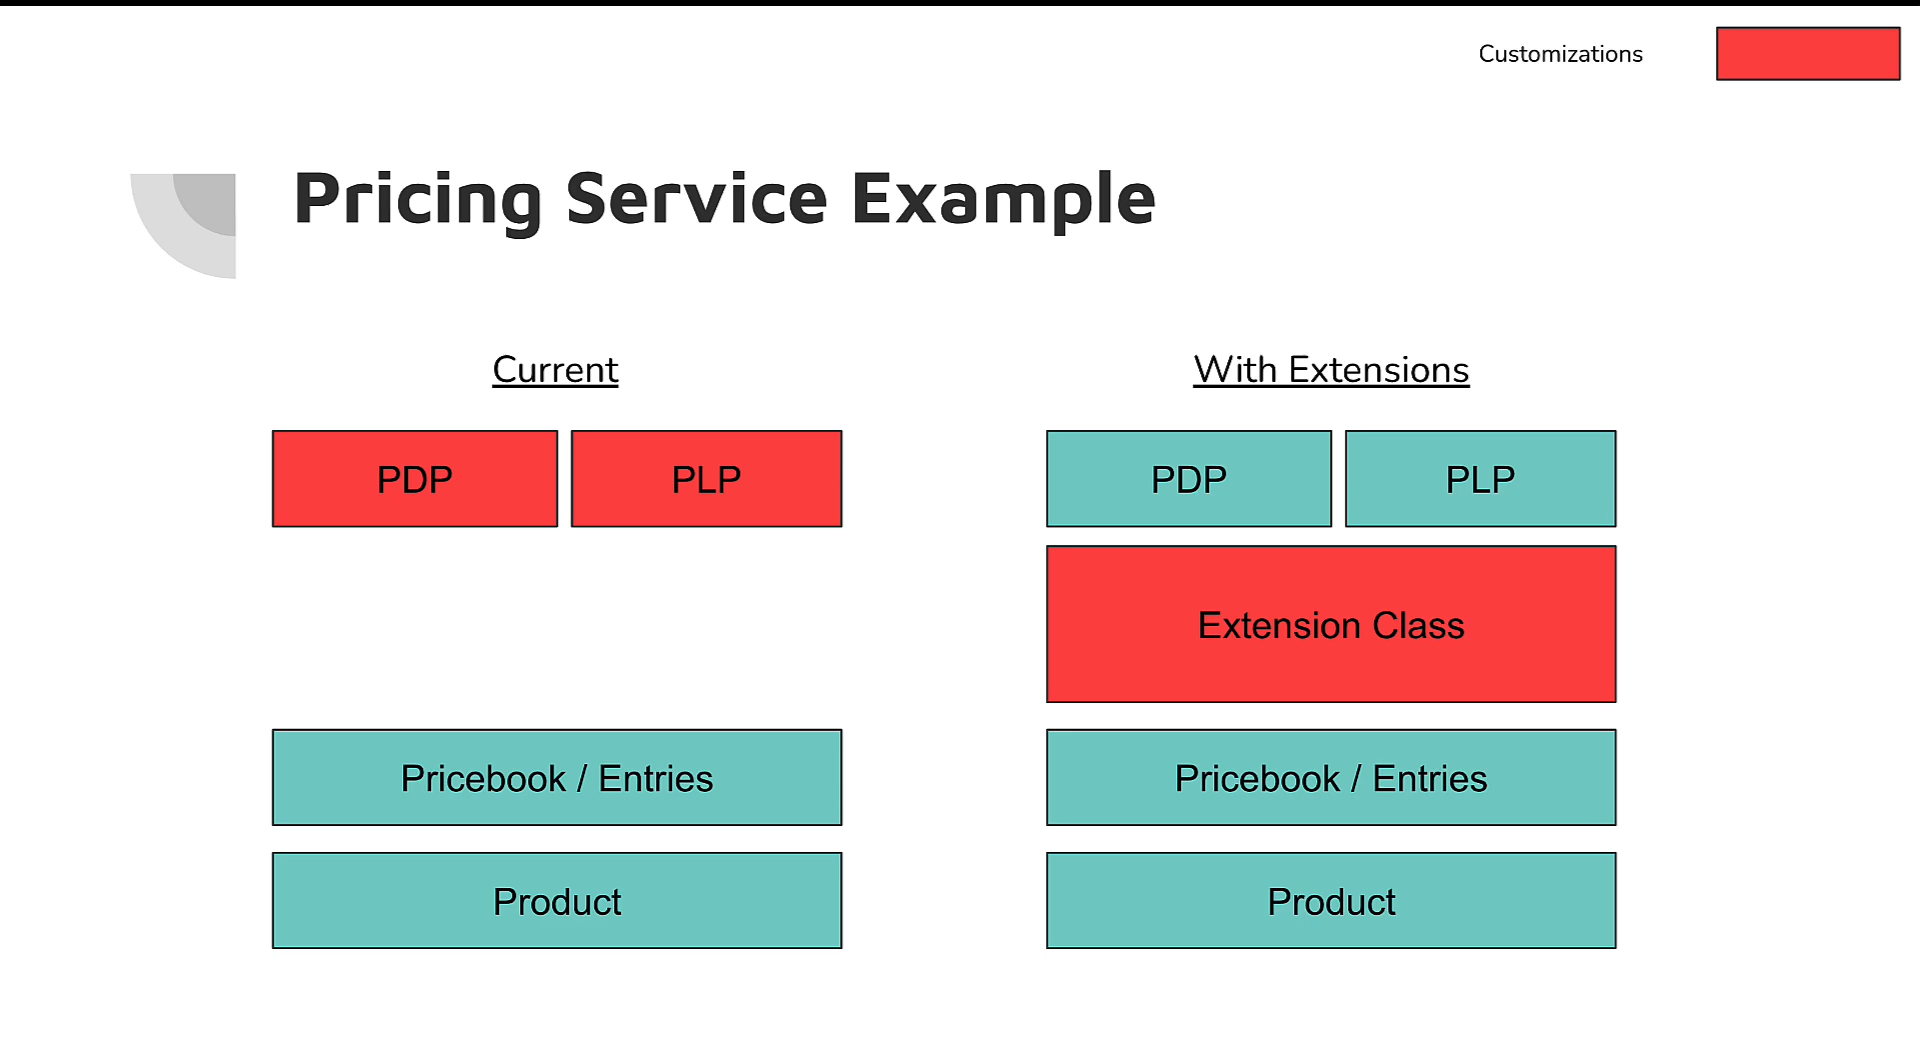 Customizations
Pricing Service Example
Current
With Extensions
PDP
PLP
PDP
PLP
Extension Class
Pricebook / Entries
Pricebook / Entries
Product
Product